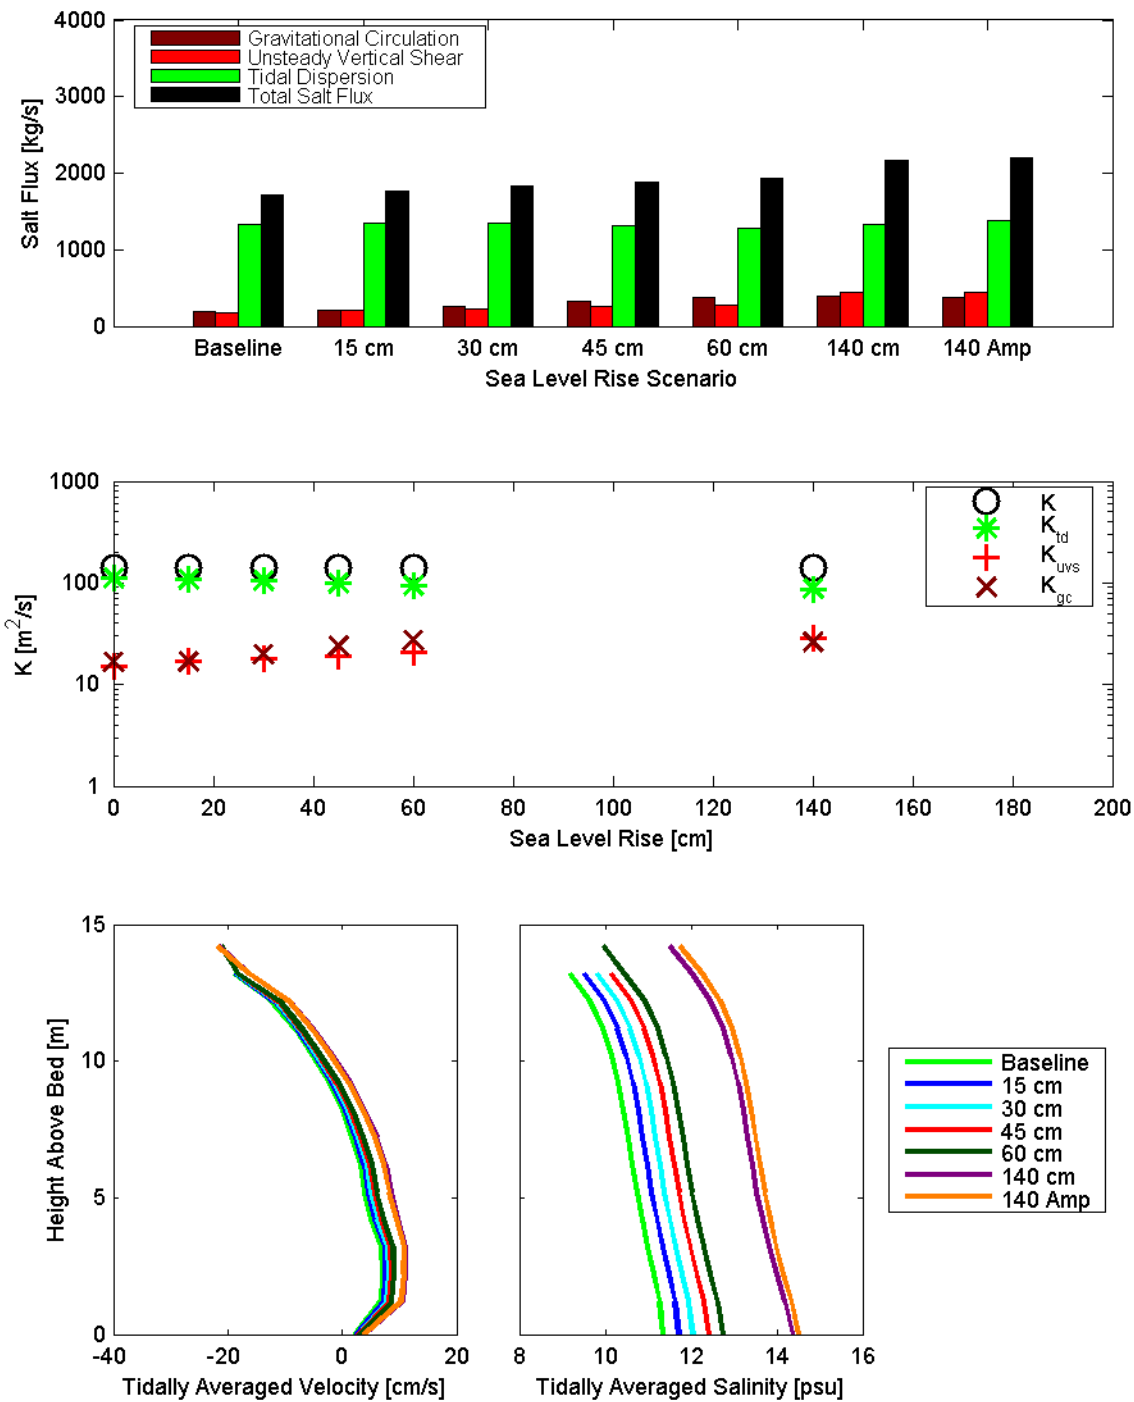 4000
3000
2000
1000
0
Salt Flux [kg/s]
Gravitational Circulation
Unsteady Vertical Shear
Tidal Dispersion
Total Salt Flux
Baseline 15 cm 30 cm 45 cm 60 cm 140 cm 140 Amp
Sea Level Rise Scenario
1000
100
10
1
K [m²/s]
K
K_td
K_uvs
K_gc
0 20 40 60 80 100 120 140 160 180 200
Sea Level Rise [cm]
15
10
5
0
Height Above Bed [m]
-40 -20 0 20
Tidally Averaged Velocity [cm/s]
8 10 12 14 16
Tidally Averaged Salinity [psu]
Baseline
15 cm
30 cm
45 cm
60 cm
140 cm
140 Amp